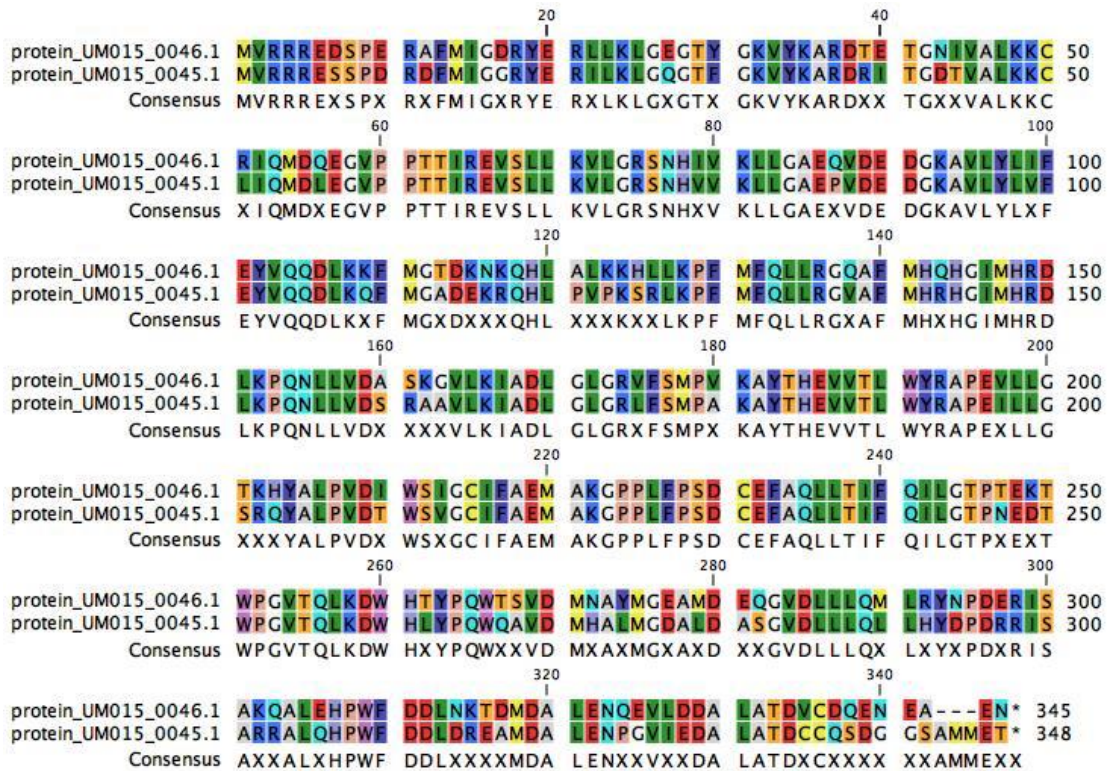 20 40
protein_UM015_0046.1 MVRRREDSPE RAFMIGDRYE RLLKLGEGTY GKVYKARDTE TGNIVALKKC 50
protein_UM015_0045.1 MVRRRESSPD RDFMIGGRYE RILKLGQGTF GKVYKARDRI TGDTVALKKC 50
Consensus MVRRREXSPX RXFMIGXRYE RXLKLGXGTX GKVYKARDXX TGXXVALKKC
60 80 100
protein_UM015_0046.1 RIQMDQEGVP PTTIREVSLL KVLGRSNHIV KLLGAEQVDE DGKAVLYLIF 100
protein_UM015_0045.1 LIQMDLEGVP PTTIREVSLL KVLGRSNHVV KLLGAEPVDE DGKAVLYLVF 100
Consensus XIQMDXEGVP PTTIREVSLL KVLGRSNHXV KLLGAEXVDE DGKAVLYLXF
120 140
protein_UM015_0046.1 EYVQQDLKKF MGTDKNKQHL ALKKHLLKPF MFQLLRGQAF MHQHGIMHRD 150
protein_UM015_0045.1 EYVQQDLKQF MGADEKRQHL PVPKSRLKPF MFQLLRGVAF MHRHGIMHRD 150
Consensus EYVQQDLKXF MGXDXXXQHL XXXKXXLKPF MFQLLRGXAF MHXHGIMHRD
160 180 200
protein_UM015_0046.1 LKPQNLLVDA SKGVLKIADL GLGRVFSMPV KAYTHEVVTL WYRAPEVLLG 200
protein_UM015_0045.1 LKPQNLLVDS RAAVLKIADL GLGRLFSMPA KAYTHEVVTL WYRAPEILLG 200
Consensus LKPQNLLVDX XXXVLKIADL GLGRXFSMPX KAYTHEVVTL WYRAPEXLLG
220 240
protein_UM015_0046.1 TKHYALPVDI WSIGCIFAEM AKGPPLFPSD CEFAQLLTIF QILGTPTEKT 250
protein_UM015_0045.1 SRQYALPVDT WSVGCIFAEM AKGPPLFPSD CEFAQLLTIF QILGTPNEDT 250
Consensus XXXYALPVDX WSXGCIFAEM AKGPPLFPSD CEFAQLLTIF QILGTPXEXT
260 280 300
protein_UM015_0046.1 WPGVTQLKDW HTYPQWTSVD MNAYMGEAMD EQGVDLLLQM LRYNPDERIS 300
protein_UM015_0045.1 WPGVTQLKDW HLYPQWQAVD MHALMGDALD ASGVDLLLQL LHYDPDRRIS 300
Consensus WPGVTQLKDW HXYPQWXXVD MXAXMGXAXD XXGVDLLLQX LXYXPDXRIS
320 340
protein_UM015_0046.1 AKQALEHPWF DDLNKTDMDA LENQEVLDDA LATDVCDQEN EA---EN* 345
protein_UM015_0045.1 ARRALQHPWF DDLDREAMDA LENPGVIEDA LATDCCQSDG GSAMMET* 348
Consensus AXXALXHPWF DDLXXXXMDA LENXXVXXDA LATDXCXXXX XXAMMEXX